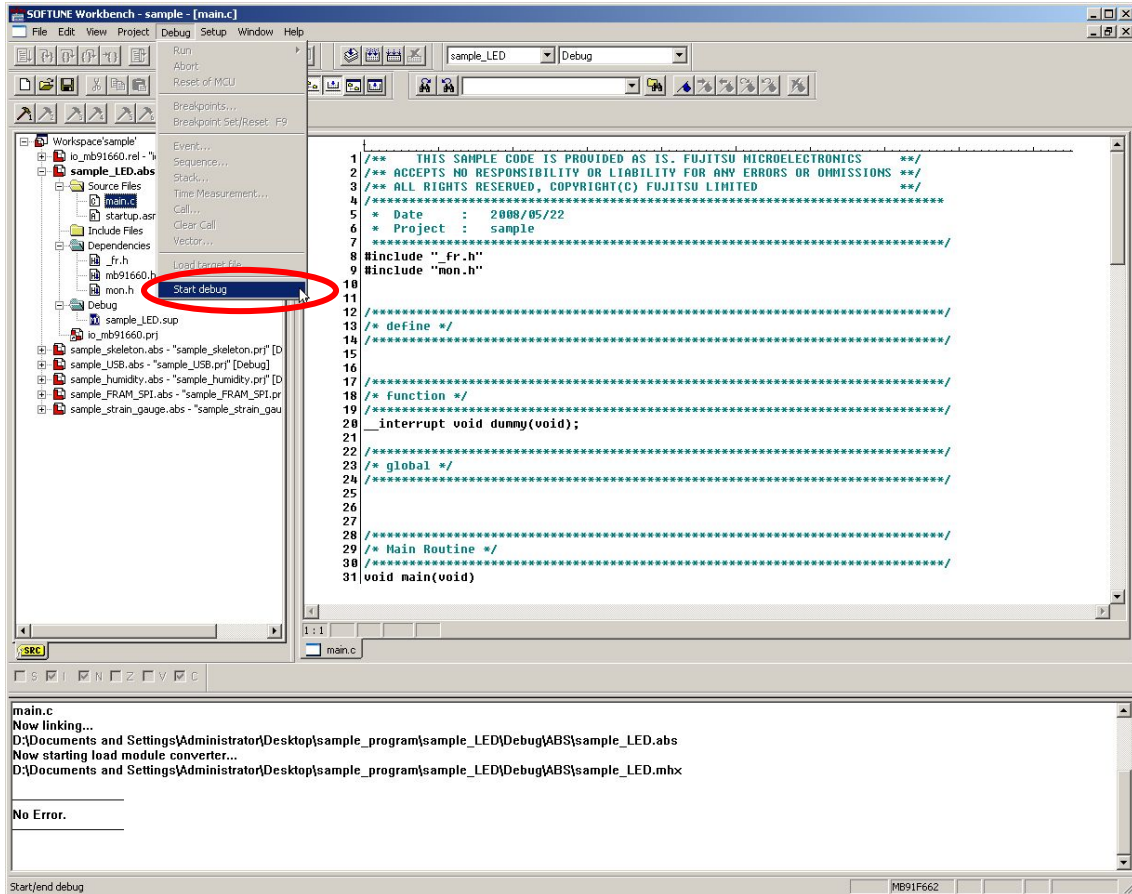 SOFTUNE Workbench - sample - [main.c]
File Edit View Project Debug Setup Window Help
sample_LED Debug
Run
Abort
Reset of MCU
Breakpoints...
Breakpoint Set/Reset F9
Event...
Sequence...
Stack...
Time Measurement...
Call...
Clear Call
Vector...
Load target file...
Start debug
Workspace'sample'
io_mb91660.rel - "i
sample_LED.abs
Source Files
main.c
startup.asm
Include Files
Dependencies
_fr.h
mb91660.h
mon.h
Debug
sample_LED.sup
io_mb91660.prj
sample_skeleton.abs - "sample_skeleton.prj" [D
sample_USB.abs - "sample_USB.prj" [Debug]
sample_humidity.abs - "sample_humidity.prj" [D
sample_FRAM_SPI.abs - "sample_FRAM_SPI.pr
sample_strain_gauge.abs - "sample_strain_gau
SRC
1 /** THIS SAMPLE CODE IS PROVIDED AS IS. FUJITSU MICROELECTRONICS **/
2 /** ACCEPTS NO RESPONSIBILITY OR LIABILITY FOR ANY ERRORS OR OMMISSIONS **/
3 /** ALL RIGHTS RESERVED, COPYRIGHT(C) FUJITSU LIMITED **/
4 /*****************************************************************************
5 * Date : 2008/05/22
6 * Project : sample
7 *****************************************************************************/
8 #include "_fr.h"
9 #include "mon.h"
10
11
12 /*****************************************************************************/
13 /* define */
14 /*****************************************************************************/
15
16
17 /*****************************************************************************/
18 /* function */
19 /*****************************************************************************/
20 __interrupt void dummy(void);
21
22 /*****************************************************************************/
23 /* global */
24 /*****************************************************************************/
25
26
27
28 /*****************************************************************************/
29 /* Main Routine */
30 /*****************************************************************************/
31 void main(void)
1:1
main.c
S I N Z V C
main.c
Now linking...
D:\Documents and Settings\Administrator\Desktop\sample_program\sample_LED\Debug\ABS\sample_LED.abs
Now starting load module converter...
D:\Documents and Settings\Administrator\Desktop\sample_program\sample_LED\Debug\ABS\sample_LED.mhx
No Error.
Start/end debug MB91F662